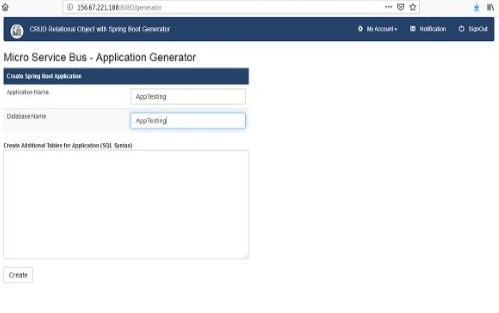 156.67.221.188:8080/generator
CRUD Relational Object with Spring Boot Generator
My Account
Notification
SignOut
Micro Service Bus - Application Generator
Create Spring Boot Application
Application Name
AppTesting
Database Name
AppTesting
Create Additional Tables for Application (SQL Syntax)
Create